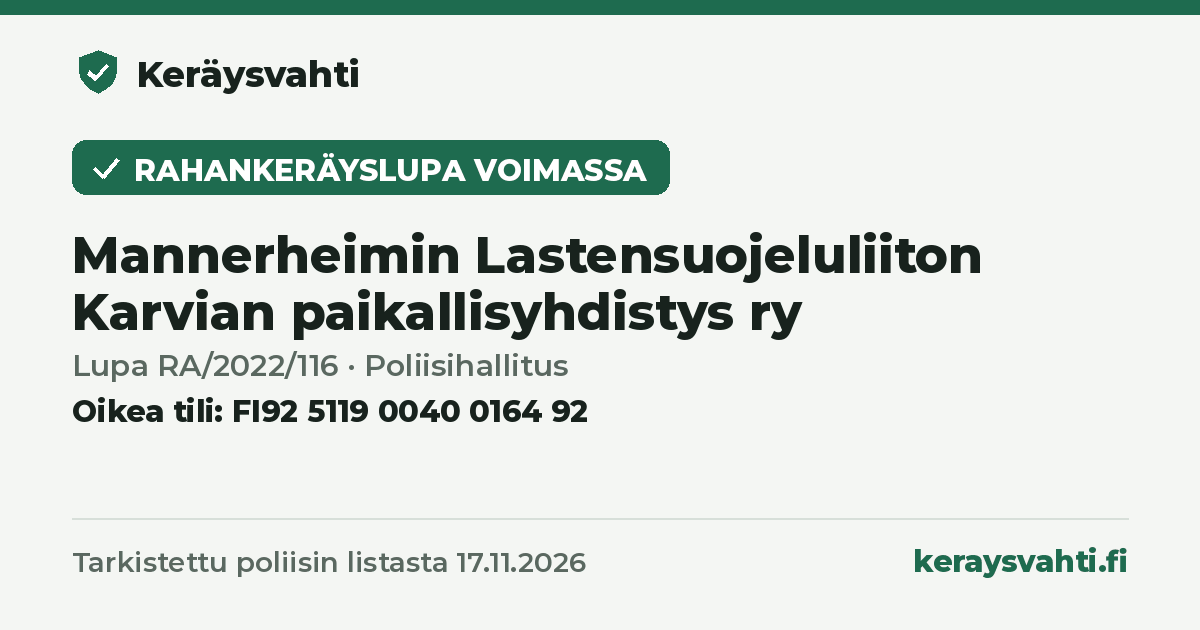 Keräysvahti
RAHANKERÄYSLUPA VOIMASSA
Mannerheimin Lastensuojeluliiton
Karvian paikallisyhdistys ry
Lupa RA/2022/116 · Poliisihallitus
Oikea tili: FI92 5119 0040 0164 92
Tarkistettu poliisin listasta 17.11.2026
keraysvahti.fi